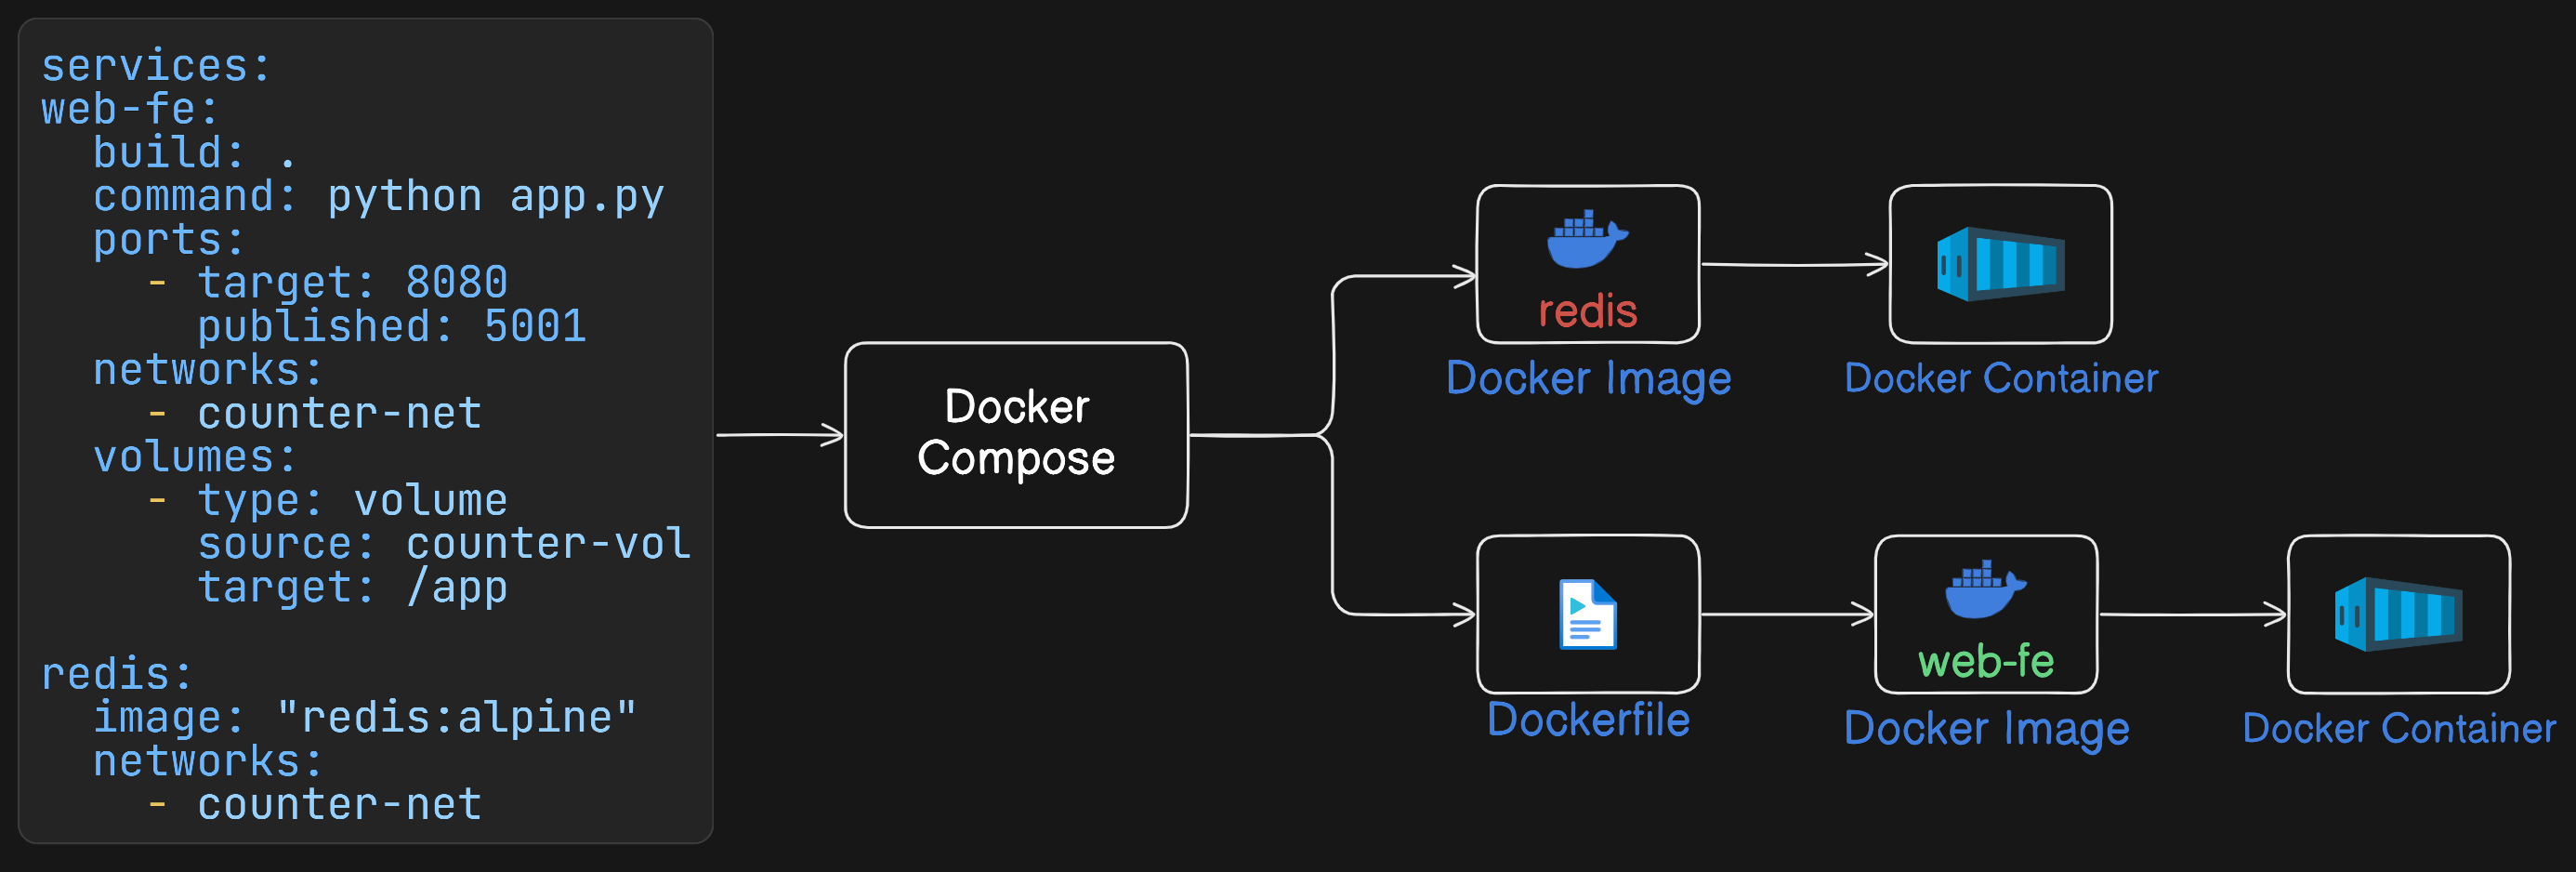 services:
web-fe:
  build: .
  command: python app.py
  ports:
    - target: 8080
      published: 5001
  networks:
    - counter-net
  volumes:
    - type: volume
      source: counter-vol
      target: /app
redis:
  image: "redis:alpine"
  networks:
    - counter-net
Docker
Compose
redis
Docker Image
Docker Container
Dockerfile
web-fe
Docker Image
Docker Container